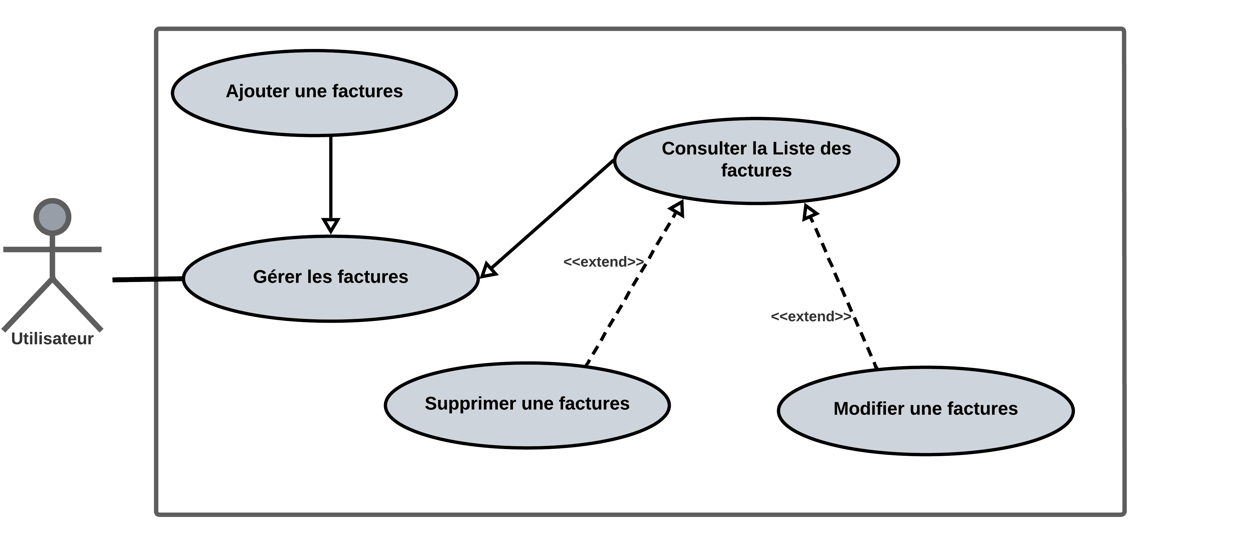 Ajouter une factures
Consulter la Liste des
factures
Gérer les factures
<<extend>>
<<extend>>
Utilisateur
Supprimer une factures
Modifier une factures